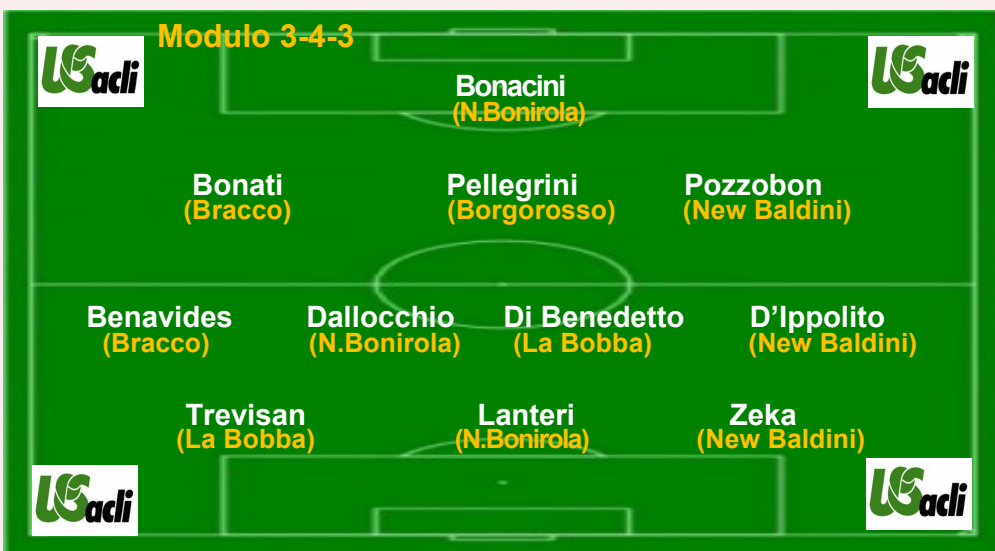 Modulo 3-4-3
USacli
USacli
Bonacini
(N.Bonirola)
Bonati Pellegrini Pozzobon
(Bracco) (Borgorosso) (New Baldini)
Benavides Dallocchio Di Benedetto D'Ippolito
(Bracco) (N.Bonirola) (La Bobba) (New Baldini)
Trevisan Lanteri Zeka
(La Bobba) (N.Bonirola) (New Baldini)
USacli
USacli